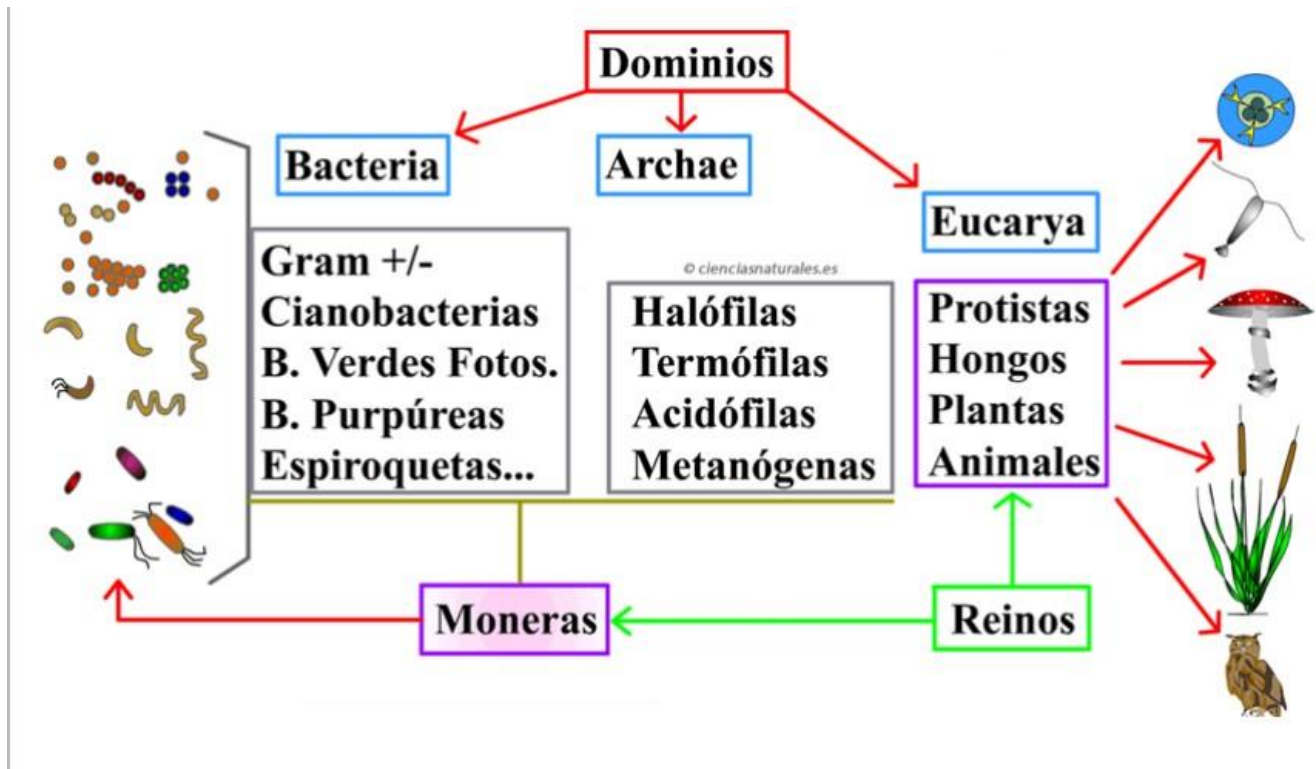 Dominios
Bacteria
Archae
Eucarya
Gram +/-
Cianobacterias
B. Verdes Fotos.
B. Purpúreas
Espiroquetas...
© cienciasnaturales.es
Halófilas
Termófilas
Acidófilas
Metanógenas
Protistas
Hongos
Plantas
Animales
Moneras
Reinos